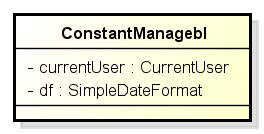 ConstantManagebl
- currentUser : CurrentUser
- df : SimpleDateFormat